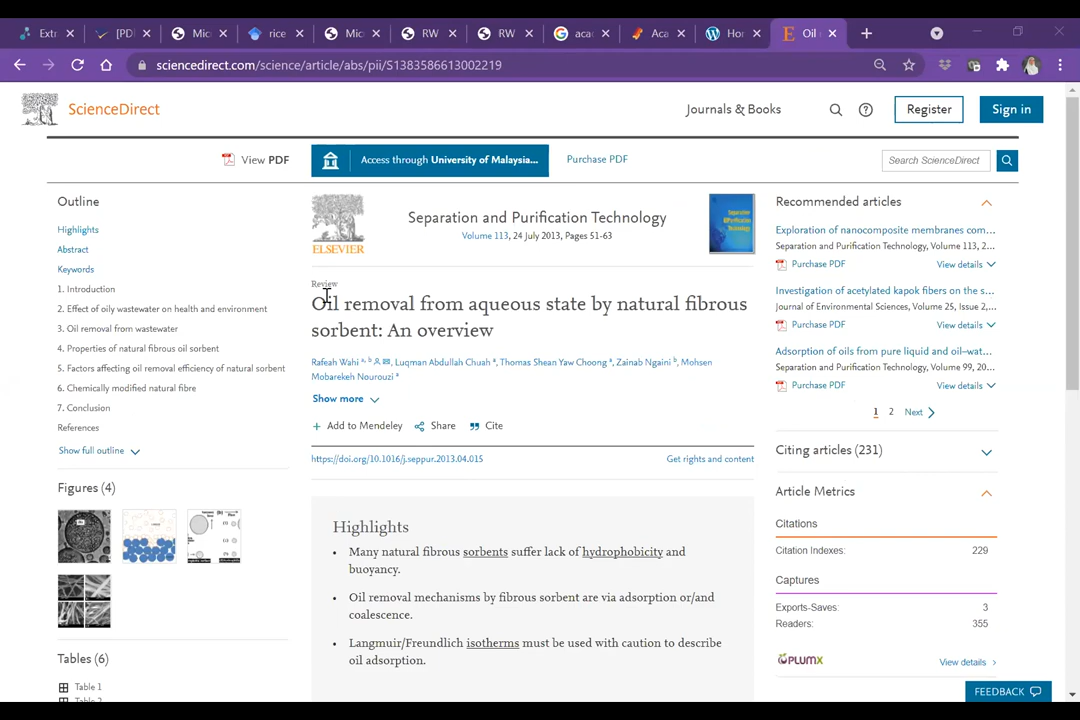 Extr
[PD
Mic
rice
Mic
RW
RW
aca
Aca
Hor
Oil
sciencedirect.com/science/article/abs/pii/S1383586613002219
ScienceDirect
Journals & Books
Register
Sign in
View PDF
Access through University of Malaysia...
Purchase PDF
Search ScienceDirect
Outline
Highlights
Abstract
Keywords
1. Introduction
2. Effect of oily wastewater on health and environment
3. Oil removal from wastewater
4. Properties of natural fibrous oil sorbent
5. Factors affecting oil removal efficiency of natural sorbent
6. Chemically modified natural fibre
7. Conclusion
References
Show full outline
Figures (4)
Tables (6)
Table 1
ELSEVIER
Separation and Purification Technology
Volume 113, 24 July 2013, Pages 51-63
Review
Oil removal from aqueous state by natural fibrous
sorbent: An overview
Rafeah Wahi a, b, Luqman Abdullah Chuah a, Thomas Shean Yaw Choong a, Zainab Ngaini b, Mohsen
Mobarekeh Nourouzi a
Show more
Add to Mendeley
Share
Cite
https://doi.org/10.1016/j.seppur.2013.04.015
Get rights and content
Highlights
• Many natural fibrous sorbents suffer lack of hydrophobicity and
buoyancy.
• Oil removal mechanisms by fibrous sorbent are via adsorption or/and
coalescence.
• Langmuir/Freundlich isotherms must be used with caution to describe
oil adsorption.
Recommended articles
Exploration of nanocomposite membranes com...
Separation and Purification Technology, Volume 113, 2...
Purchase PDF View details
Investigation of acetylated kapok fibers on the s...
Journal of Environmental Sciences, Volume 25, Issue 2,...
Purchase PDF View details
Adsorption of oils from pure liquid and oil–wat...
Separation and Purification Technology, Volume 99, 20...
Purchase PDF View details
1 2 Next
Citing articles (231)
Article Metrics
Citations
Citation Indexes: 229
Captures
Exports-Saves: 3
Readers: 355
PLUMX
View details
FEEDBACK